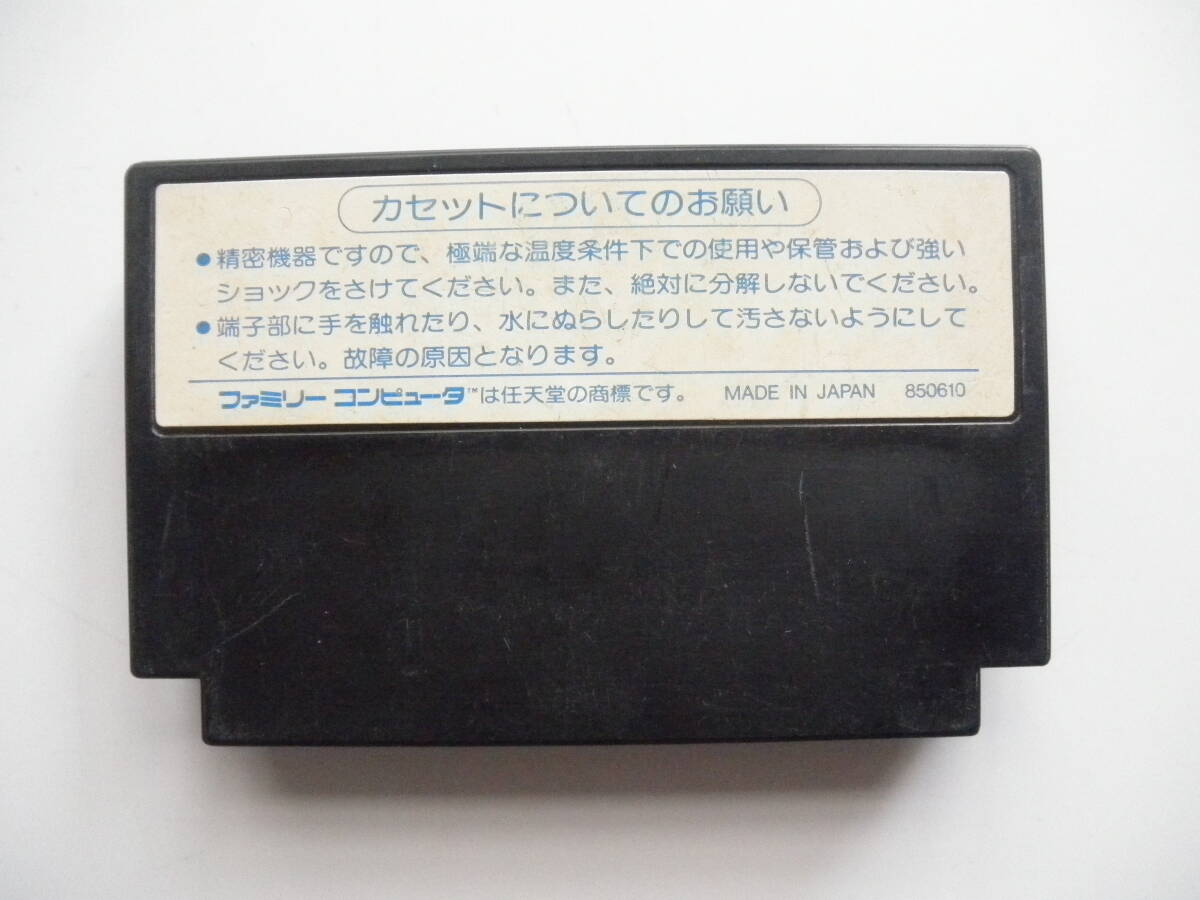 カセットについてのお願い
●精密機器ですので、極端な温度条件下での使用や保管および強い
ショックをさけてください。また、絶対に分解しないでください。
●端子部に手を触れたり、水にぬらしたりして汚さないようにして
ください。故障の原因となります。
ファミリーコンピュータ™は任天堂の商標です。 MADE IN JAPAN 850610